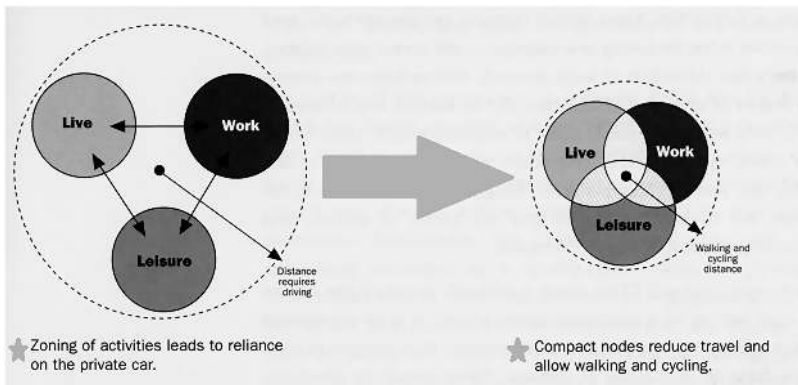 Live
Work
Leisure
Distance
requires
driving
Zoning of activities leads to reliance
on the private car.
Live
Work
Leisure
Walking and
cycling
distance
Compact nodes reduce travel and
allow walking and cycling.